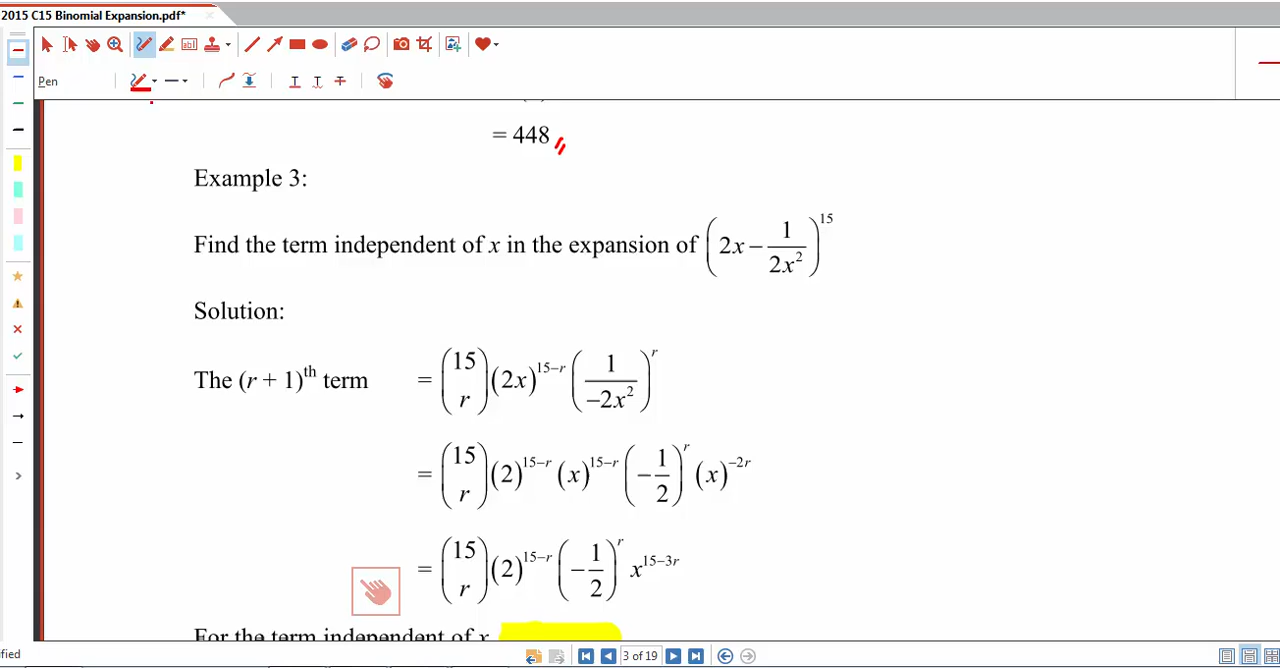 2015 C15 Binomial Expansion.pdf*
Pen
= 448
Example 3:
Find the term independent of x in the expansion of (2x − 1/(2x²))^15
Solution:
The (r + 1)^th term = (15 r) (2x)^(15−r) (1/(−2x²))^r
= (15 r) (2)^(15−r) (x)^(15−r) (−1/2)^r (x)^(−2r)
= (15 r) (2)^(15−r) (−1/2)^r x^(15−3r)
For the term independent of x
ified
3 of 19